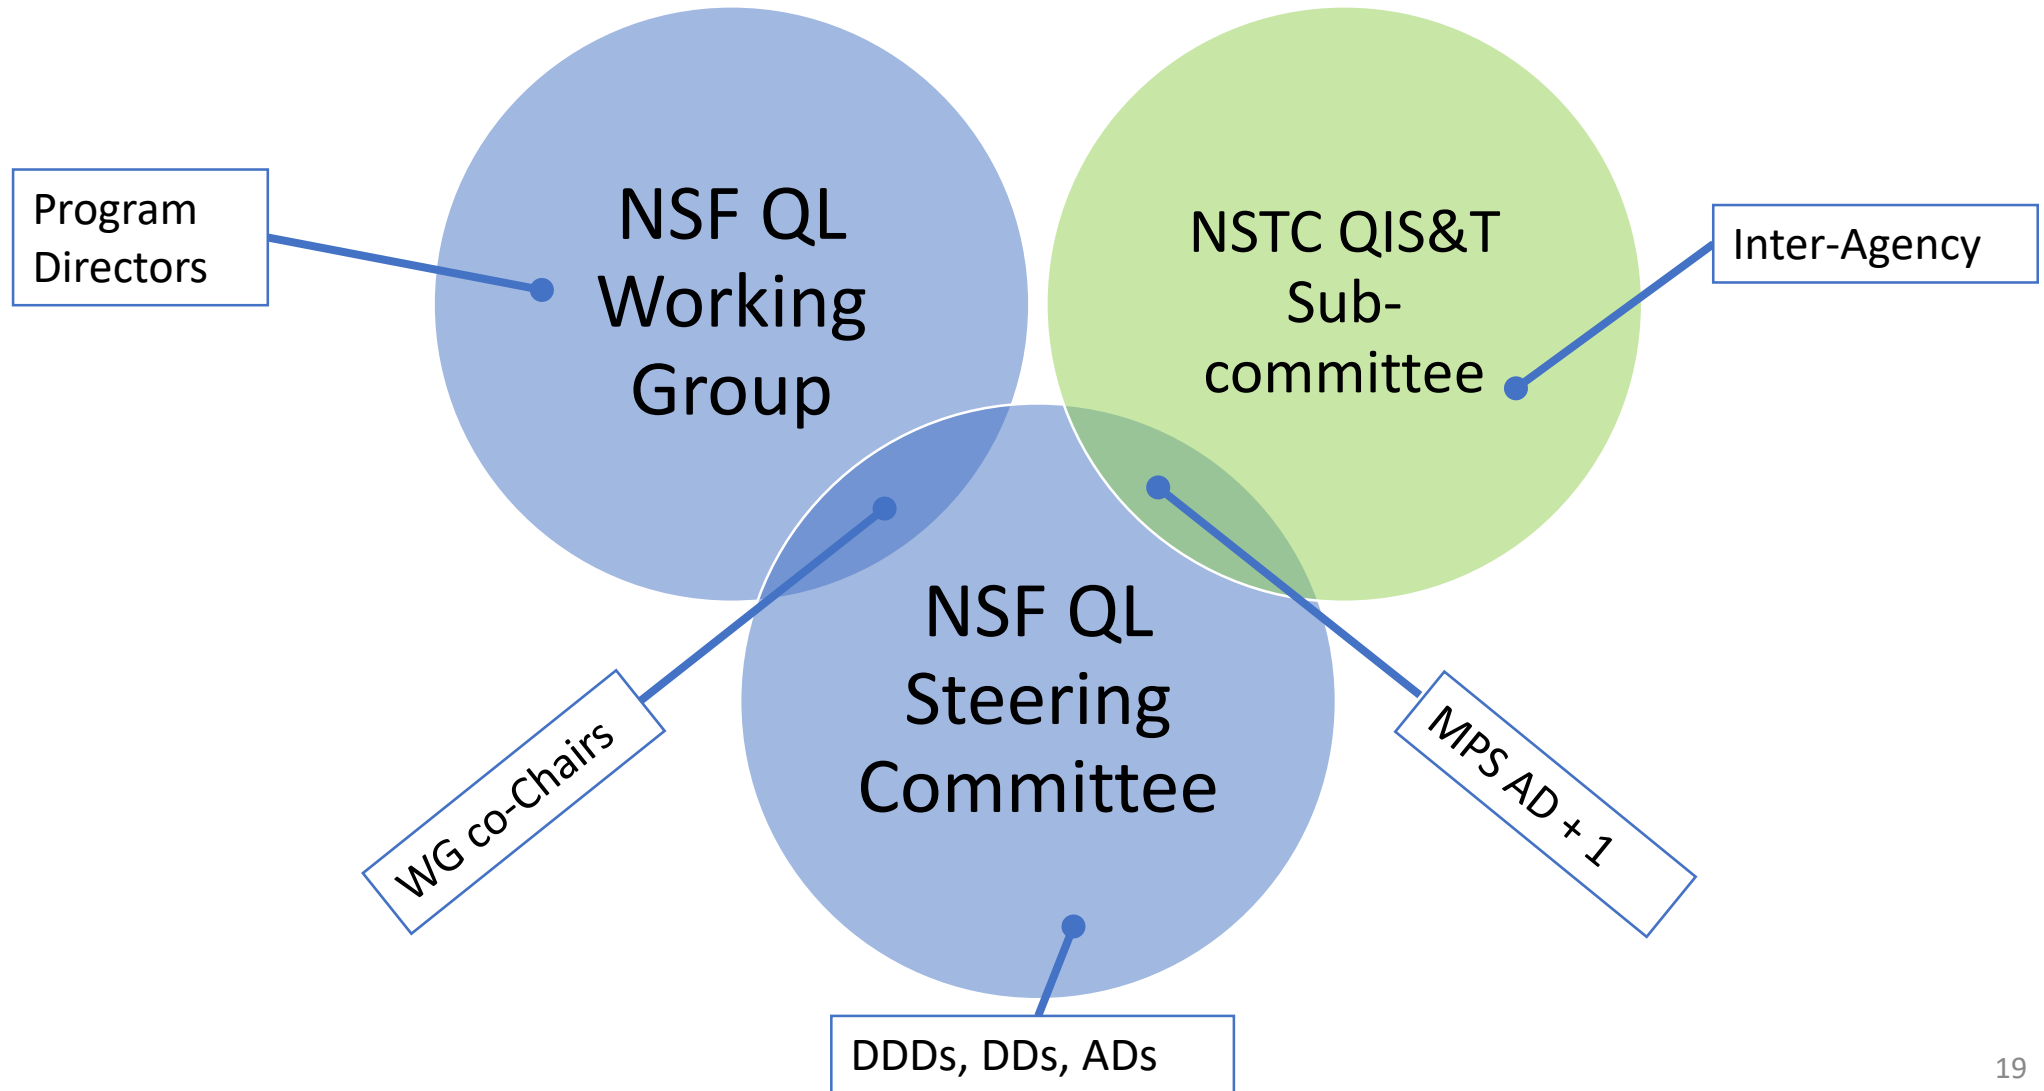 Program
Directors
NSF QL
Working
Group
NSTC QIS&T
Sub-
committee
Inter-Agency
NSF QL
Steering
Committee
WG co-Chairs
MPS AD + 1
DDDs, DDs, ADs
19